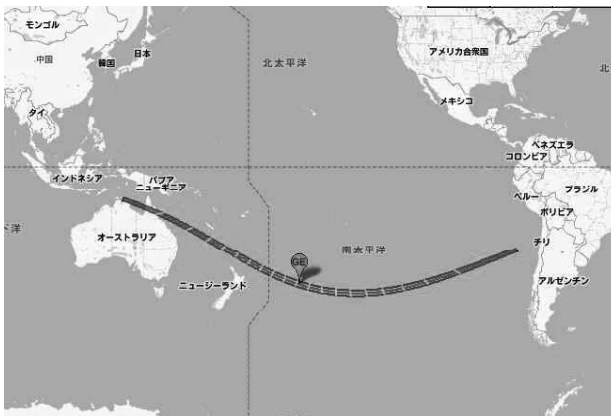 モンゴル
日本
中国
韓国
北太平洋
アメリカ合衆国
北
メキシコ
タイ
ベネズエラ
コロンビア
インドネシア
パプア
ニューギニア
ペルー
ブラジル
ボリビア
ド洋
オーストラリア
南太平洋
チリ
GE
ニュージーランド
アルゼンチン